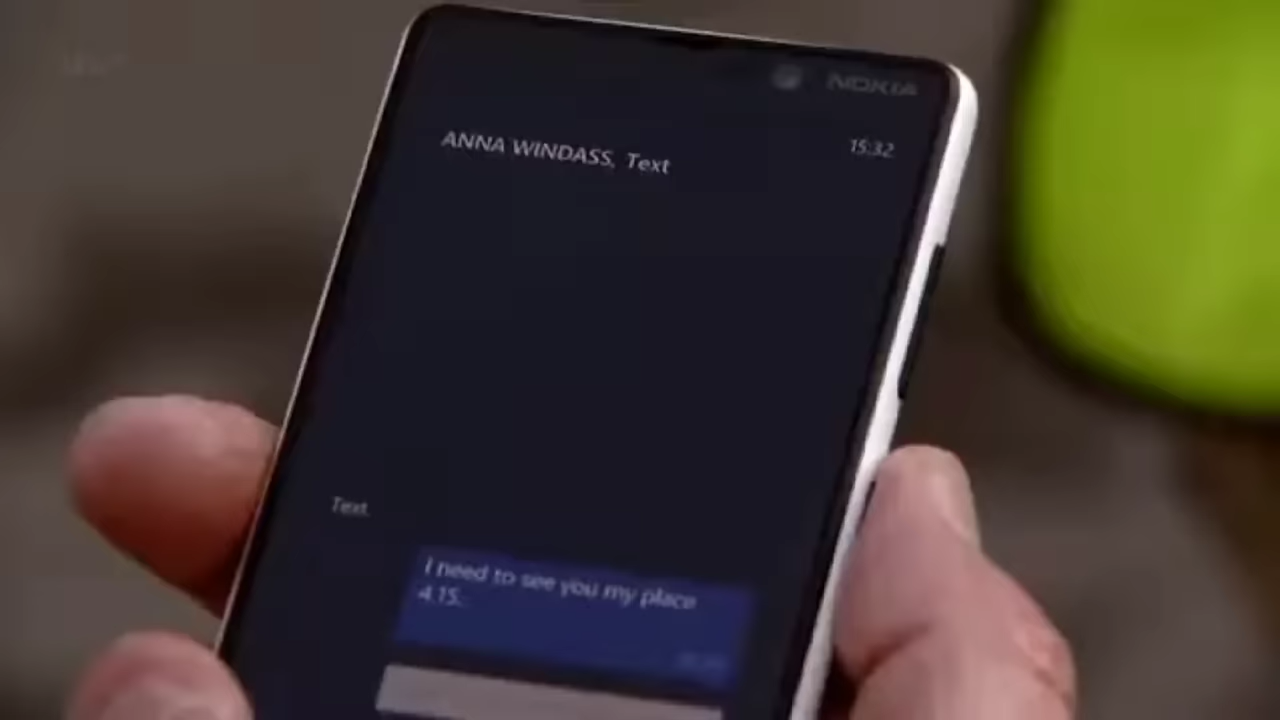 NOKIA
ANNA WINDASS, Text
15:32
Text
I need to see you my place
4.15.